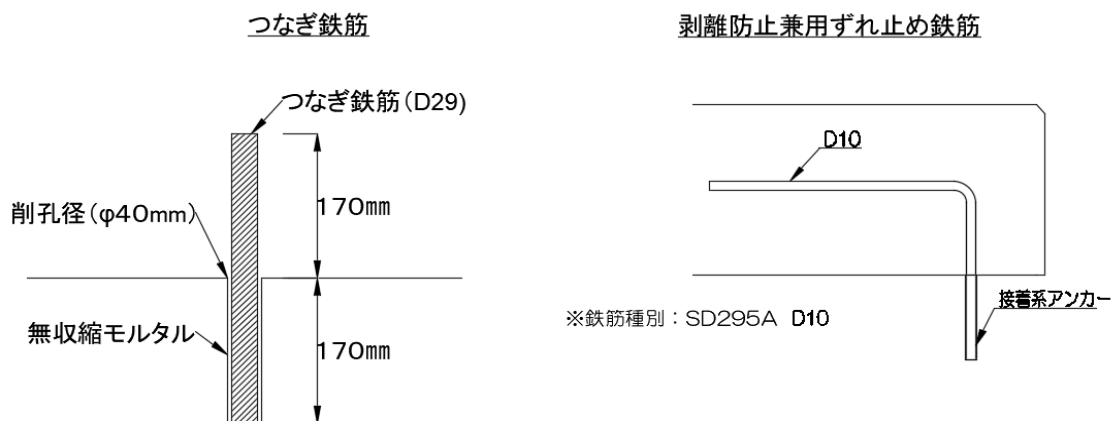 つなぎ鉄筋
つなぎ鉄筋(D29)
170mm
削孔径(φ40mm)
無収縮モルタル
170mm
剥離防止兼用ずれ止め鉄筋
D10
接着系アンカー
※鉄筋種別：SD295A D10